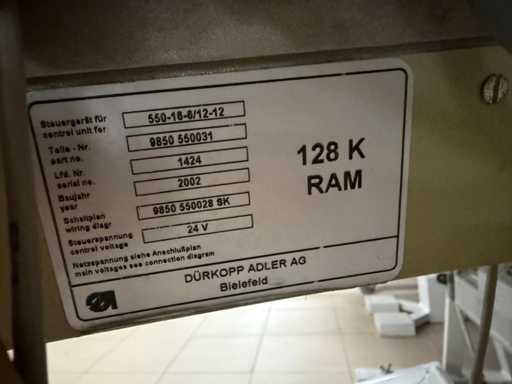 Steuergerät für
control unit for
550-16-6/12-12
Teile - Nr.
part no.
9850 550031
Lfd. Nr.
serial no.
1424
Baujahr
year
2002
Schaltplan
wiring diagr
9850 550028 SK
Steuerspannung
control voltage
24 V
Netzspannung siehe Anschlußplan
main voltages see connection diagram
128 K
RAM
DÜRKOPP ADLER AG
Bielefeld